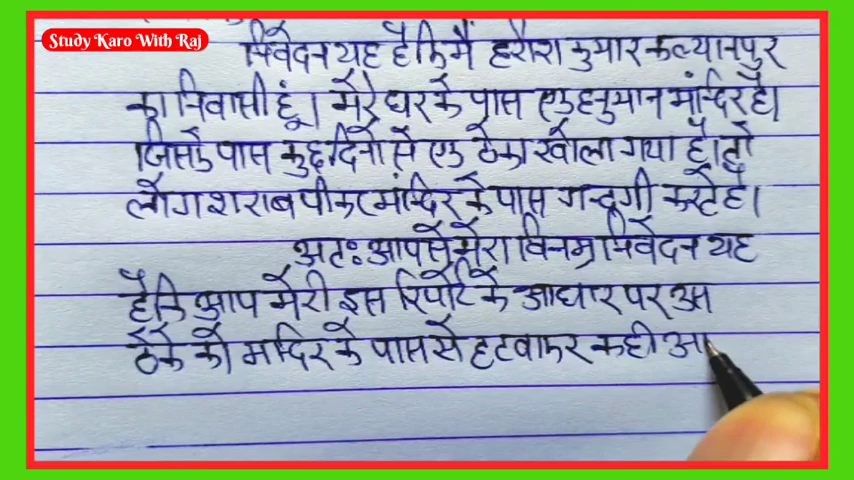 Study Karo With Raj
निवेदन यह है कि मैं हरौरा कुमार कल्यानपुर
का निवासी हूं। मेरे घर के पास एक हनुमान मंदिर है।
जिसके पास कुछ दिनों से एक ठेका खोला गया है। तो
लोग शराब पीकर मंदिर के पास गन्दगी करते है।
अतः आपसे मेरा विनम्र निवेदन यह
है कि आप मेरी इस रिपोर्ट के आधार पर उस
ठेके को मंदिर के पास से हटवाकर कही आ